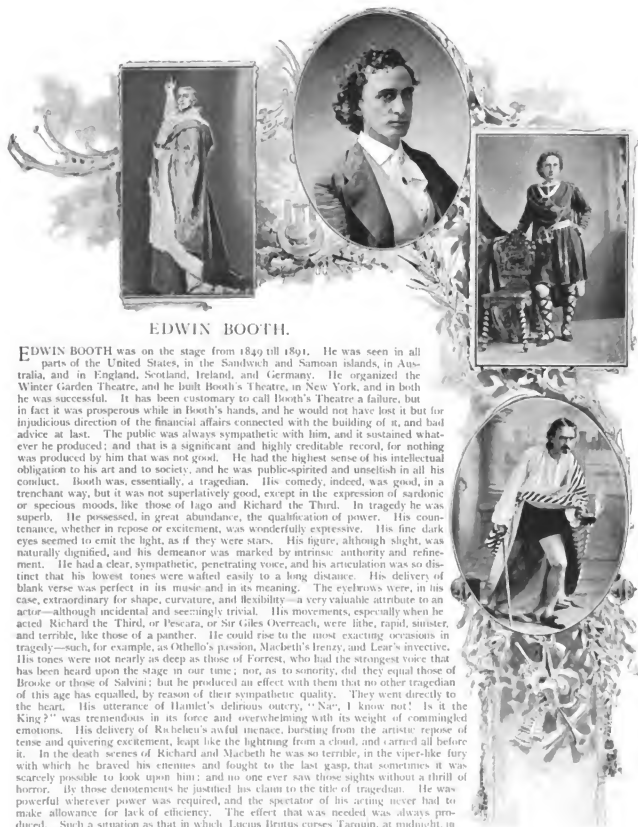 EDWIN BOOTH.
EDWIN BOOTH was on the stage from 1849 till 1891. He was seen in all
parts of the United States, in the Sandwich and Samoan islands, in Aus-
tralia, and in England, Scotland, Ireland, and Germany. He organized the
Winter Garden Theatre, and he built Booth's Theatre, in New York, and in both
he was successful. It has been customary to call Booth's Theatre a failure, but
in fact it was prosperous while in Booth's hands, and he would not have lost it but for
injudicious direction of the financial affairs connected with the building of it, and bad
advice at last. The public was always sympathetic with him, and it sustained what-
ever he produced; and that is a significant and highly creditable record, for nothing
was produced by him that was not good. He had the highest sense of his intellectual
obligation to his art and to society, and he was public-spirited and unselfish in all his
conduct. Booth was, essentially, a tragedian. His comedy, indeed, was good, in a
trenchant way, but it was not superlatively good, except in the expression of sardonic
or specious moods, like those of Iago and Richard the Third. In tragedy he was
superb. He possessed, in great abundance, the qualification of power. His coun-
tenance, whether in repose or excitement, was wonderfully expressive. His fine dark
eyes seemed to emit the light, as if they were stars. His figure, although slight, was
naturally dignified, and his demeanor was marked by intrinsic authority and refine-
ment. He had a clear, sympathetic, penetrating voice, and his articulation was so dis-
tinct that his lowest tones were wafted easily to a long distance. His delivery of
blank verse was perfect in its music and in its meaning. The eyebrows were, in his
case, extraordinary for shape, curvature, and flexibility—a very valuable attribute to an
actor—although incidental and seemingly trivial. His movements, especially when he
acted Richard the Third, or Pescara, or Sir Giles Overreach, were lithe, rapid, sinister,
and terrible, like those of a panther. He could rise to the most exacting occasions in
tragedy—such, for example, as Othello's passion, Macbeth's frenzy, and Lear's invective.
His tones were not nearly as deep as those of Forrest, who had the strongest voice that
has been heard upon the stage in our time; nor, as to sonority, did they equal those of
Brooke or those of Salvini; but he produced an effect with them that no other tragedian
of this age has equalled, by reason of their sympathetic quality. They went directly to
the heart. His utterance of Hamlet's delirious outcry, "Nay, I know not! Is it the
King?" was tremendous in its force and overwhelming with its weight of commingled
emotions. His delivery of Richelieu's awful menace, bursting from the artistic repose of
tense and quivering excitement, leapt like the lightning from a cloud, and carried all before
it. In the death scenes of Richard and Macbeth he was so terrible, in the viper-like fury
with which he braved his enemies and fought to the last gasp, that sometimes it was
scarcely possible to look upon him; and no one ever saw those sights without a thrill of
horror. By those denotements he justified his claim to the title of tragedian. He was
powerful wherever power was required, and the spectator of his acting never had to
make allowance for lack of efficiency. The effect that was needed was always pro-
duced. Such a situation as that in which Lucius Brutus curses Tarquin, at midnight, in